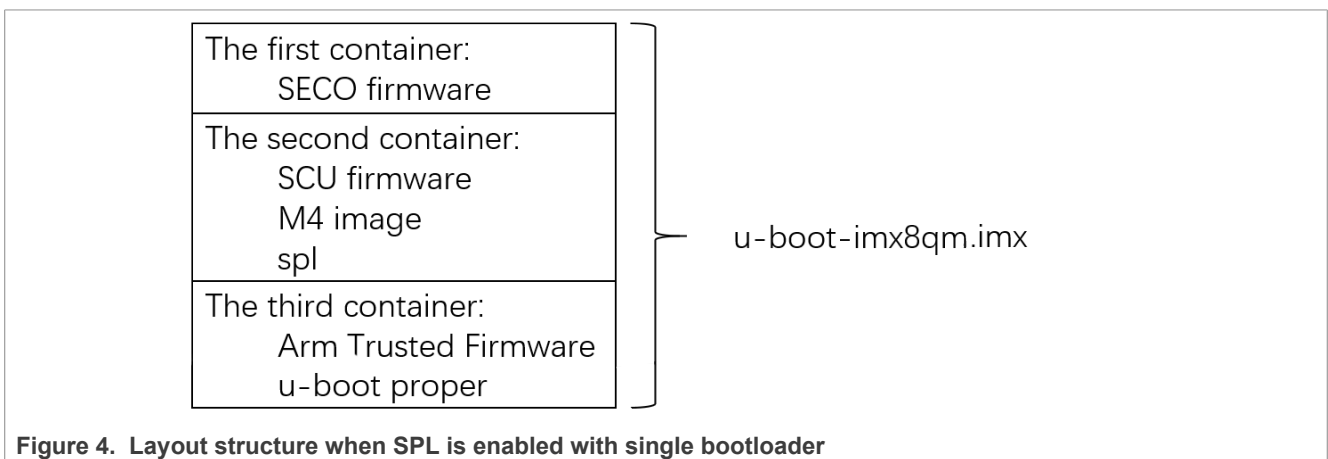 The first container:
SECO firmware
The second container:
SCU firmware
M4 image
spl
The third container:
Arm Trusted Firmware
u-boot proper
u-boot-imx8qm.imx
Figure 4. Layout structure when SPL is enabled with single bootloader